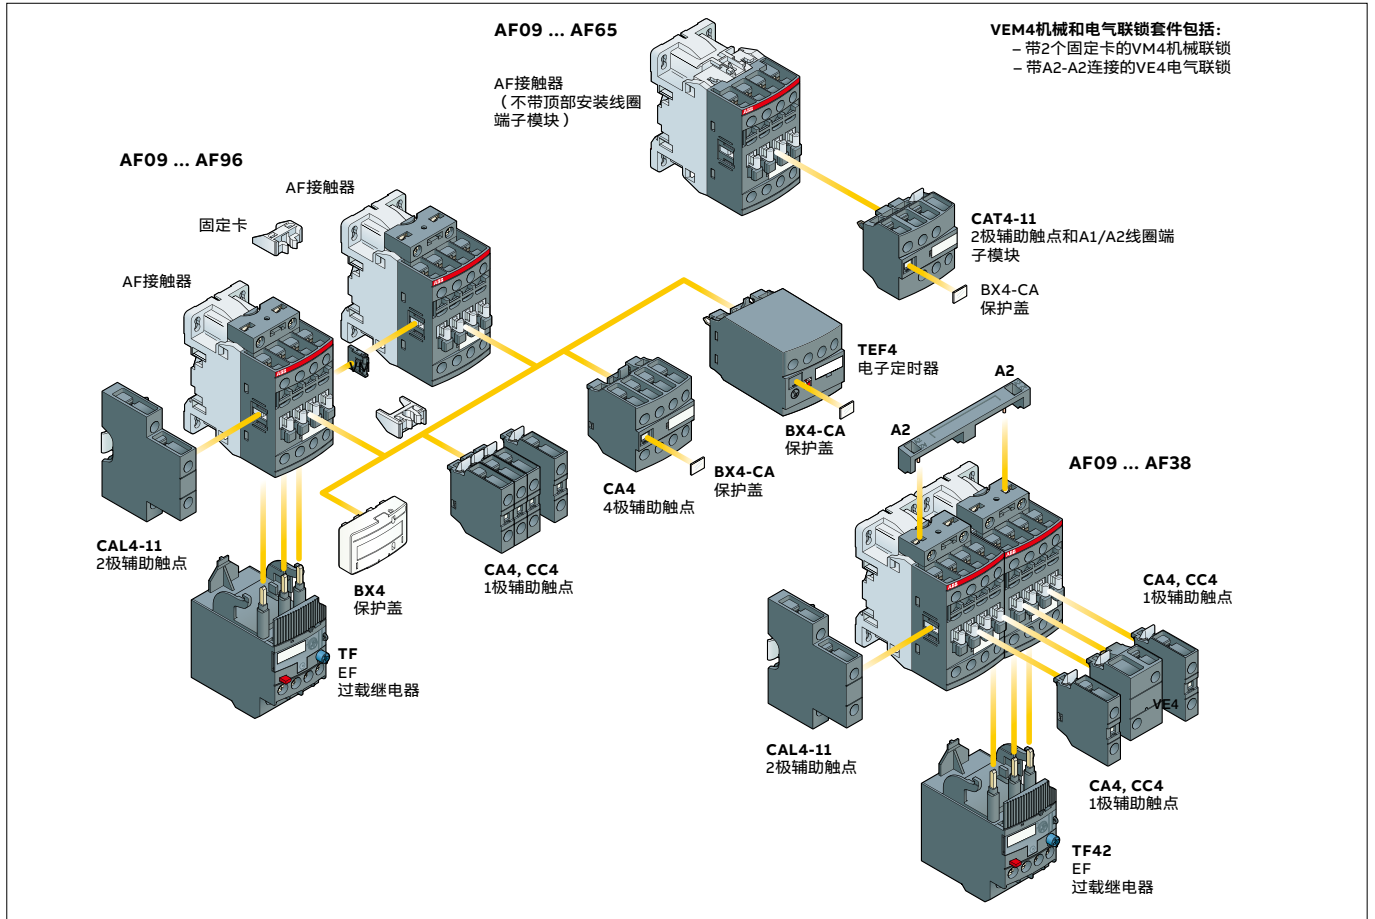 AF09 ... AF65
AF接触器
（不带顶部安装线圈
端子模块）
VEM4机械和电气联锁套件包括：
– 带2个固定卡的VM4机械联锁
– 带A2-A2连接的VE4电气联锁
ABB
CAT4-11
2极辅助触点和A1/A2线圈端
子模块
BX4-CA
保护盖
AF09 ... AF96
AF接触器
固定卡
AF接触器
ABB
ABB
TEF4
电子定时器
BX4-CA
保护盖
CA4
4极辅助触点
BX4-CA
保护盖
CAL4-11
2极辅助触点
BX4
保护盖
CA4, CC4
1极辅助触点
TF
EF
过载继电器
A2
A2
AF09 ... AF38
ABB
ABB
CA4, CC4
1极辅助触点
VE4
CAL4-11
2极辅助触点
CA4, CC4
1极辅助触点
TF42
EF
过载继电器